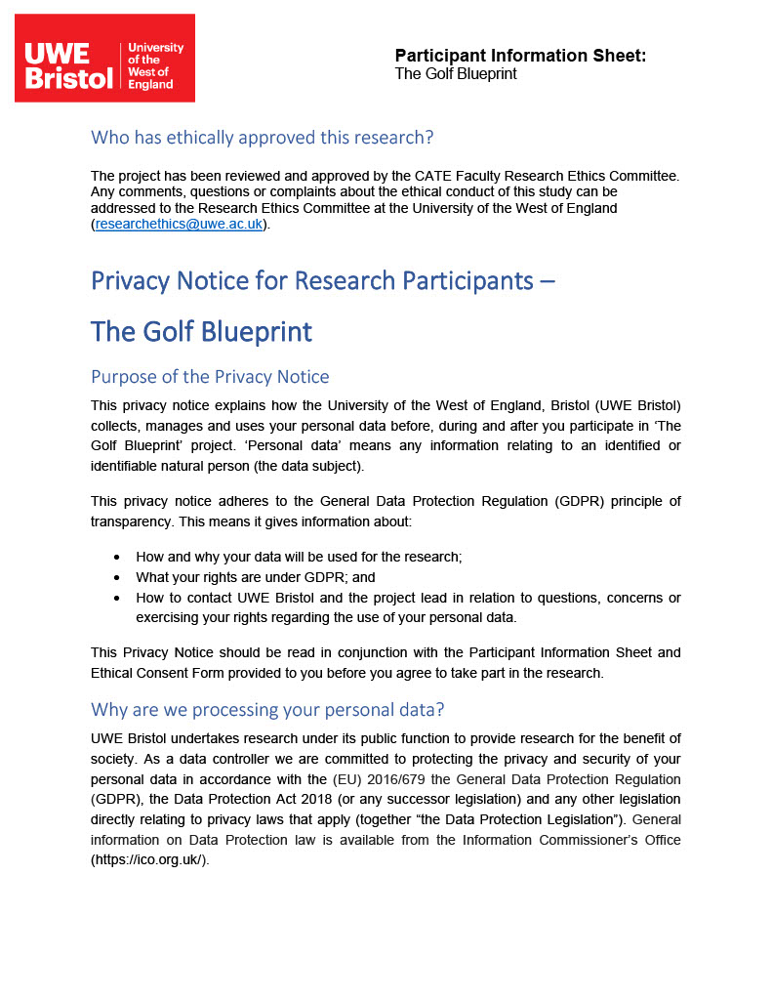 UWE
Bristol
University
of the
West of
England
Participant Information Sheet:
The Golf Blueprint
Who has ethically approved this research?
The project has been reviewed and approved by the CATE Faculty Research Ethics Committee.
Any comments, questions or complaints about the ethical conduct of this study can be
addressed to the Research Ethics Committee at the University of the West of England
(researchethics@uwe.ac.uk).
Privacy Notice for Research Participants –
The Golf Blueprint
Purpose of the Privacy Notice
This privacy notice explains how the University of the West of England, Bristol (UWE Bristol)
collects, manages and uses your personal data before, during and after you participate in ‘The
Golf Blueprint’ project. ‘Personal data’ means any information relating to an identified or
identifiable natural person (the data subject).
This privacy notice adheres to the General Data Protection Regulation (GDPR) principle of
transparency. This means it gives information about:
• How and why your data will be used for the research;
• What your rights are under GDPR; and
• How to contact UWE Bristol and the project lead in relation to questions, concerns or
exercising your rights regarding the use of your personal data.
This Privacy Notice should be read in conjunction with the Participant Information Sheet and
Ethical Consent Form provided to you before you agree to take part in the research.
Why are we processing your personal data?
UWE Bristol undertakes research under its public function to provide research for the benefit of
society. As a data controller we are committed to protecting the privacy and security of your
personal data in accordance with the (EU) 2016/679 the General Data Protection Regulation
(GDPR), the Data Protection Act 2018 (or any successor legislation) and any other legislation
directly relating to privacy laws that apply (together “the Data Protection Legislation”). General
information on Data Protection law is available from the Information Commissioner’s Office
(https://ico.org.uk/).